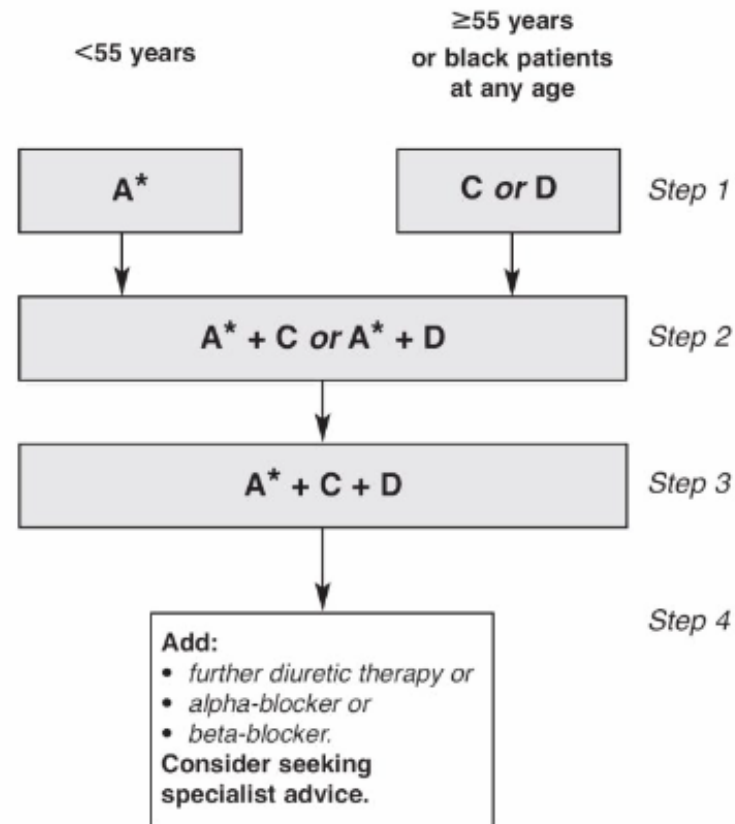 <55 years
≥55 years
or black patients
at any age
A*
C or D
Step 1
A* + C or A* + D
Step 2
A* + C + D
Step 3
Step 4
Add:
• further diuretic therapy or
• alpha-blocker or
• beta-blocker.
Consider seeking
specialist advice.